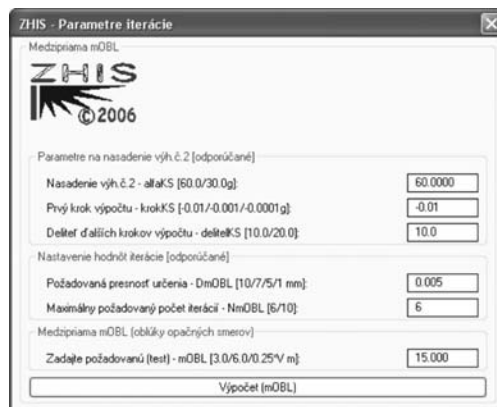 ZHIS - Parametre iterácie
Medzipriama mOBL
ZHIS
©2006
Parametre na nasadenie výh.č.2 [odporúčané]
Nasadenie výh.č.2 - alfaKS [60.0/30.0g]: 60.0000
Prvý krok výpočtu - krokKS [-0.01/-0.001/-0.0001g]: -0.01
Deliteľ ďalších krokov výpočtu - delitelKS [10.0/20.0]: 10.0
Nastavenie hodnôt iterácie [odporúčané]
Požadovaná presnosť určenia - DmOBL [10/7/5/1 mm]: 0.005
Maximálny požadovaný počet iterácií - NmOBL [6/10]: 6
Medzipriama mOBL (oblúky opačných smerov)
Zadajte požadovanú (test) - mOBL [3.0/6.0/0.25*V m]: 15.000
Výpočet (mOBL)